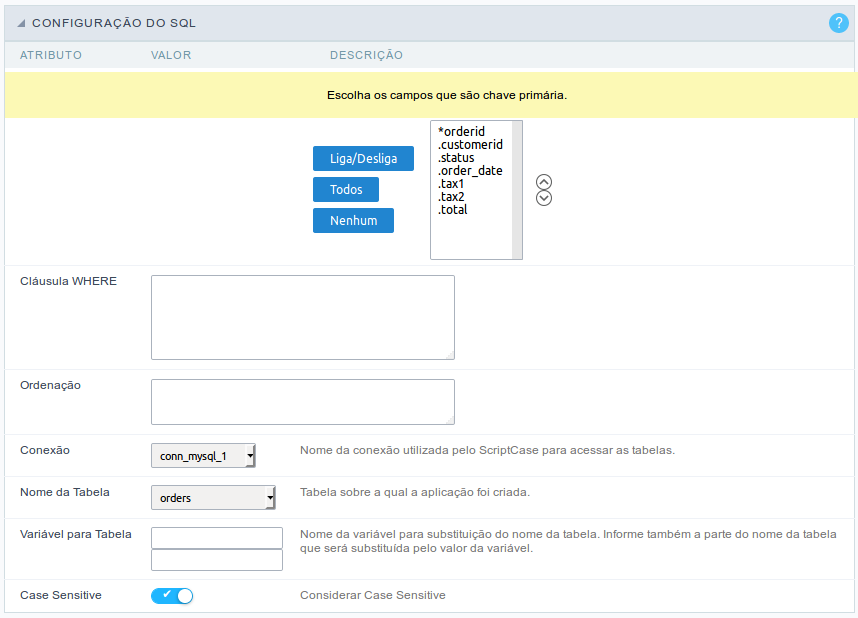 CONFIGURAÇÃO DO SQL
?
ATRIBUTO VALOR DESCRIÇÃO
Escolha os campos que são chave primária.
Liga/Desliga
Todos
Nenhum
*orderid
.customerid
.status
.order_date
.tax1
.tax2
.total
Cláusula WHERE
Ordenação
Conexão conn_mysql_1 Nome da conexão utilizada pelo ScriptCase para acessar as tabelas.
Nome da Tabela orders Tabela sobre a qual a aplicação foi criada.
Variável para Tabela Nome da variável para substituição do nome da tabela. Informe também a parte do nome da tabela
que será substituída pelo valor da variável.
Case Sensitive Considerar Case Sensitive